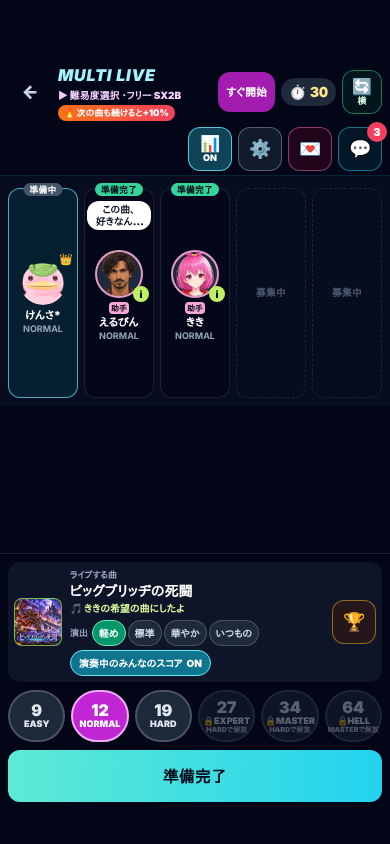 MULTI LIVE
▶ 難易度選択・フリー SX2B
🔥 次の曲も続けると+10%
すぐ開始
⏱️ 30
🔄
横
📊
ON
⚙️
💌
💬
3
準備中
準備完了
準備完了
この曲、
好きなん…
i
i
けんさ*
NORMAL
助手
えるびん
NORMAL
助手
きき
NORMAL
募集中
募集中
ライブする曲
ビッグブリッヂの死闘
🎵 ききの希望の曲にしたよ
演出 軽め 標準 華やか いつもの
演奏中のみんなのスコア ON
🏆
9
EASY
12
NORMAL
19
HARD
27
🔒EXPERT
HARDで解放
34
🔒MASTER
HARDで解放
64
🔒HELL
MASTERで解放
準備完了